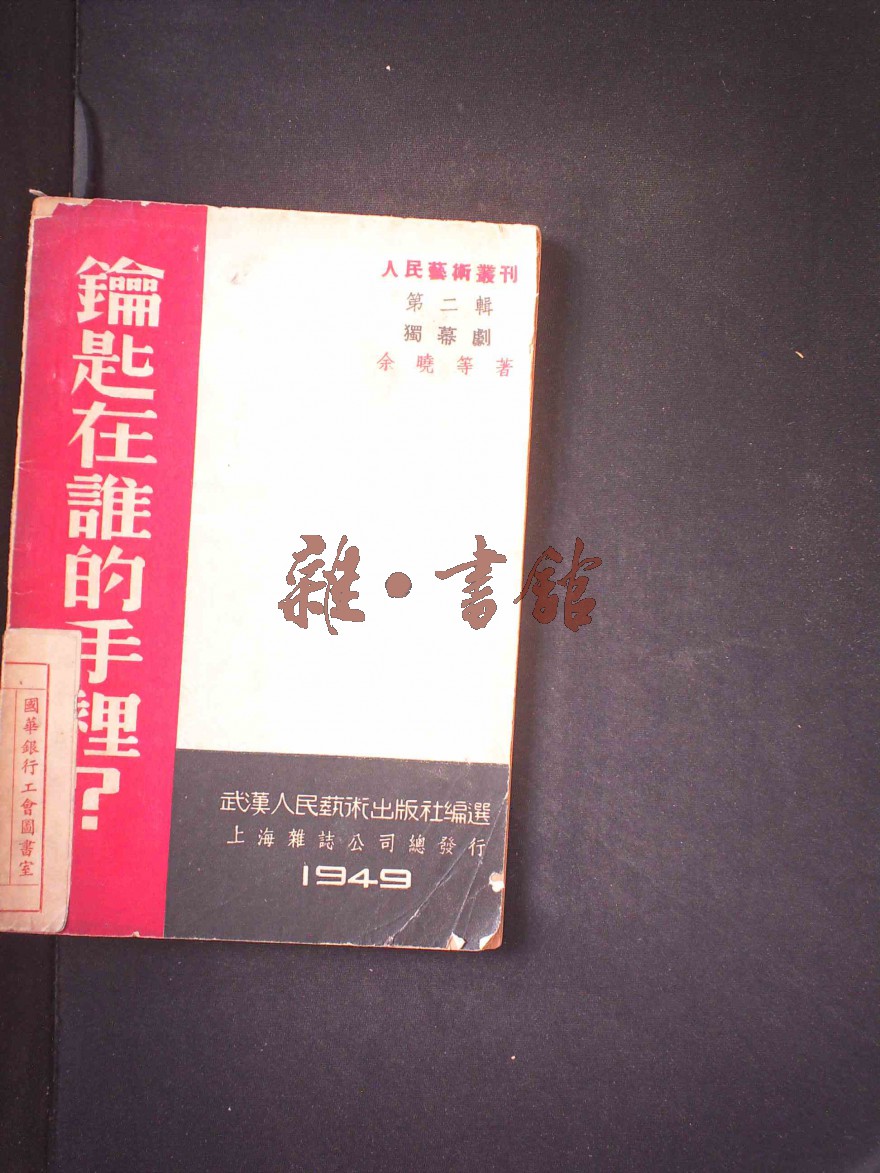 鑰匙在誰的手裡?
人民藝術叢刊
第二輯
獨幕劇
余曉等著
雜·書館
武漢人民藝術出版社編選
上海雜誌公司總發行
1949
國華銀行工會圖書室